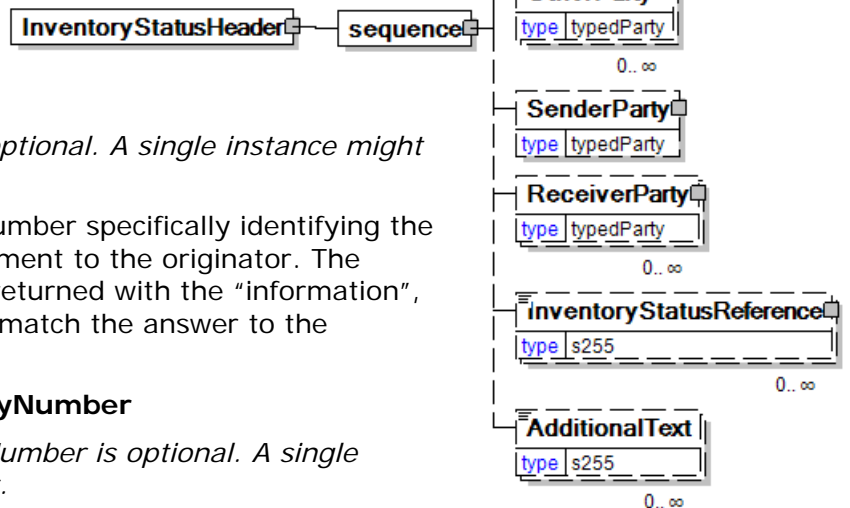 InventoryStatusHeader
sequence
type typedParty
0.. ∞
SenderParty
type typedParty
ReceiverParty
type typedParty
0.. ∞
InventoryStatusReference
type s255
0.. ∞
AdditionalText
type s255
0.. ∞
optional. A single instance might
umber specifically identifying the
ment to the originator. The
eturned with the “information”,
match the answer to the
yNumber
Number is optional. A single